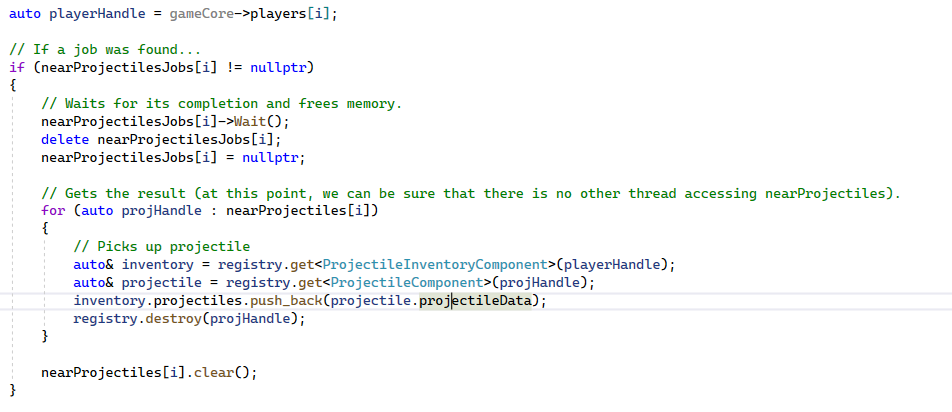 auto playerHandle = gameCore->players[i];
// If a job was found...
if (nearProjectilesJobs[i] != nullptr)
{
// Waits for its completion and frees memory.
nearProjectilesJobs[i]->Wait();
delete nearProjectilesJobs[i];
nearProjectilesJobs[i] = nullptr;
// Gets the result (at this point, we can be sure that there is no other thread accessing nearProjectiles).
for (auto projHandle : nearProjectiles[i])
{
// Picks up projectile
auto& inventory = registry.get<ProjectileInventoryComponent>(playerHandle);
auto& projectile = registry.get<ProjectileComponent>(projHandle);
inventory.projectiles.push_back(projectile.projectileData);
registry.destroy(projHandle);
}
nearProjectiles[i].clear();
}